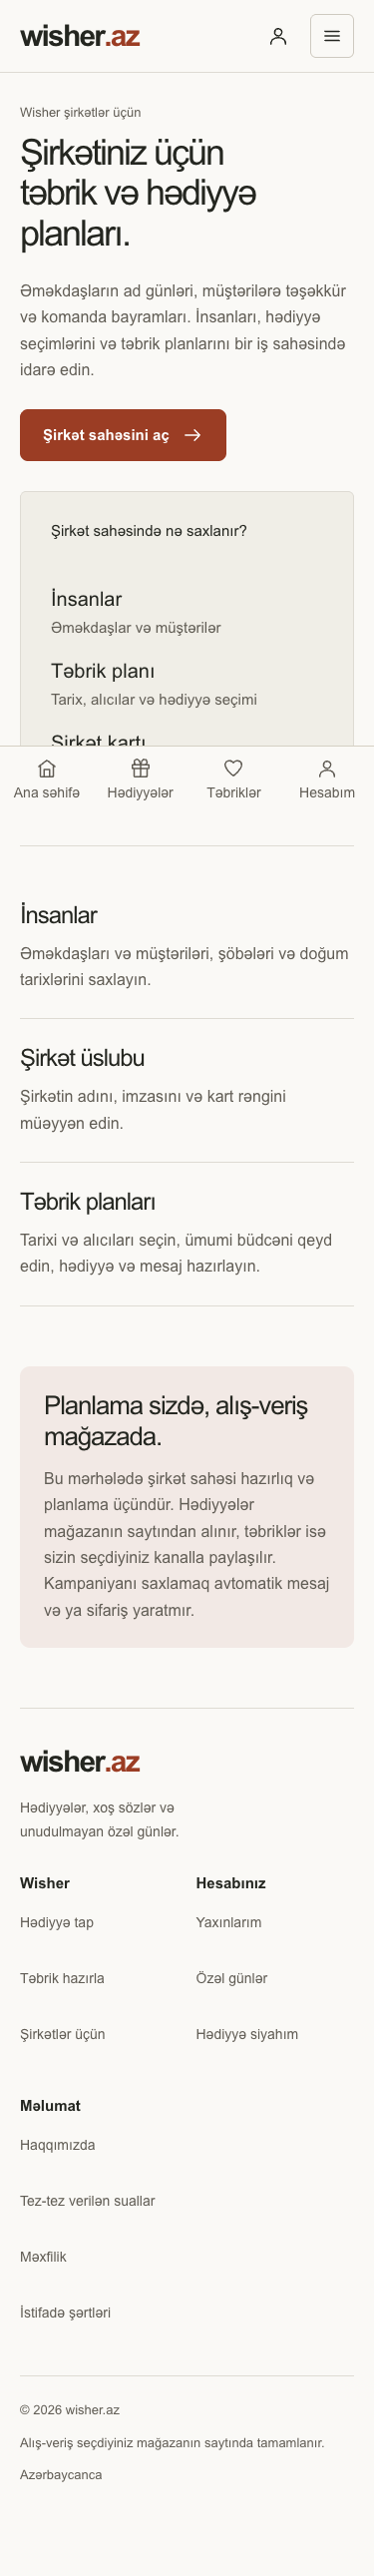 wisher.az
Wisher şirkətlər üçün
Şirkətiniz üçün
təbrik və hədiyyə
planları.
Əməkdaşların ad günləri, müştərilərə təşəkkür
və komanda bayramları. İnsanları, hədiyyə
seçimlərini və təbrik planlarını bir iş sahəsində
idarə edin.
Şirkət sahəsini aç
Şirkət sahəsində nə saxlanır?
İnsanlar
Əməkdaşlar və müştərilər
Təbrik planı
Tarix, alıcılar və hədiyyə seçimi
Şirkət kartı
Ana səhifə Hədiyyələr Təbriklər Hesabım
İnsanlar
Əməkdaşları və müştəriləri, şöbələri və doğum
tarixlərini saxlayın.
Şirkət üslubu
Şirkətin adını, imzasını və kart rəngini
müəyyən edin.
Təbrik planları
Tarixi və alıcıları seçin, ümumi büdcəni qeyd
edin, hədiyyə və mesaj hazırlayın.
Planlama sizdə, alış-veriş
mağazada.
Bu mərhələdə şirkət sahəsi hazırlıq və
planlama üçündür. Hədiyyələr
mağazanın saytından alınır, təbriklər isə
sizin seçdiyiniz kanalla paylaşılır.
Kampaniyanı saxlamaq avtomatik mesaj
və ya sifariş yaratmır.
wisher.az
Hədiyyələr, xoş sözlər və
unudulmayan özəl günlər.
Wisher
Hədiyyə tap
Təbrik hazırla
Şirkətlər üçün
Hesabınız
Yaxınlarım
Özəl günlər
Hədiyyə siyahım
Məlumat
Haqqımızda
Tez-tez verilən suallar
Məxfilik
İstifadə şərtləri
© 2026 wisher.az
Alış-veriş seçdiyiniz mağazanın saytında tamamlanır.
Azərbaycanca